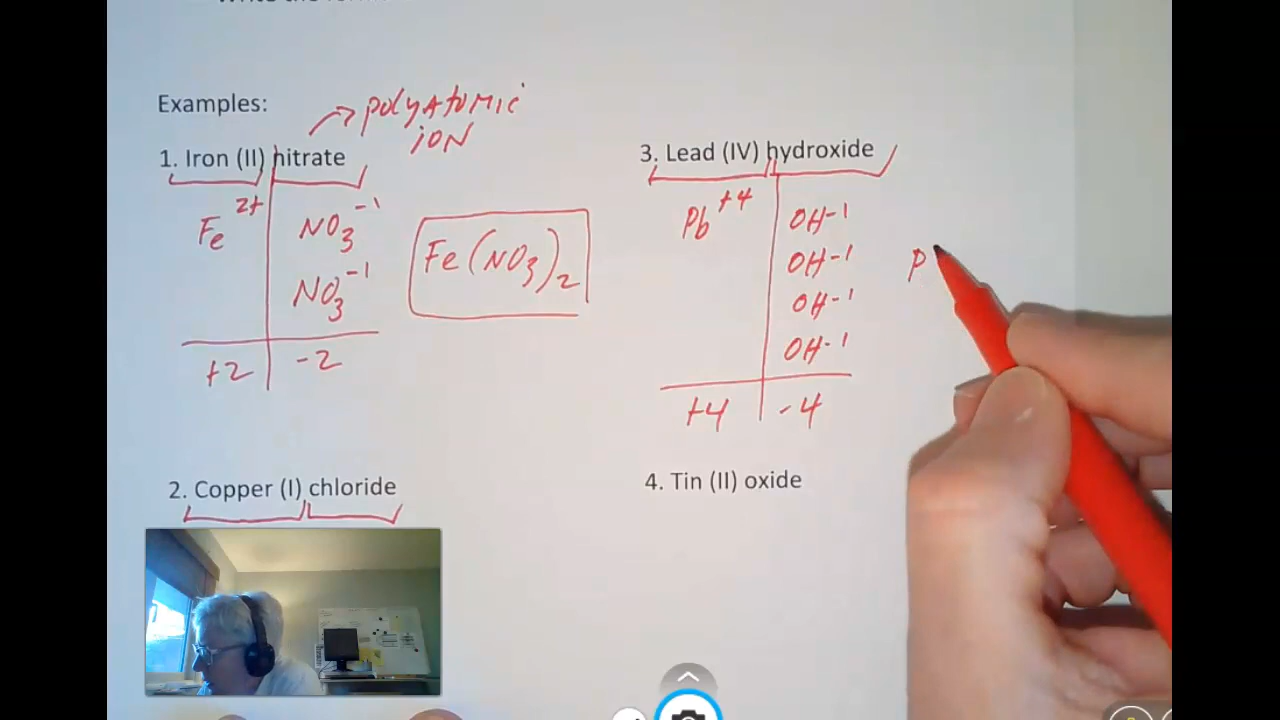 Examples:
polyatomic
ion
1. Iron (II) nitrate
Fe 2+ NO3 -1
NO3 -1
+2 -2
Fe(NO3)2
3. Lead (IV) hydroxide
Pb +4 OH-1
OH-1
OH-1
OH-1
+4 -4
P
2. Copper (I) chloride
4. Tin (II) oxide